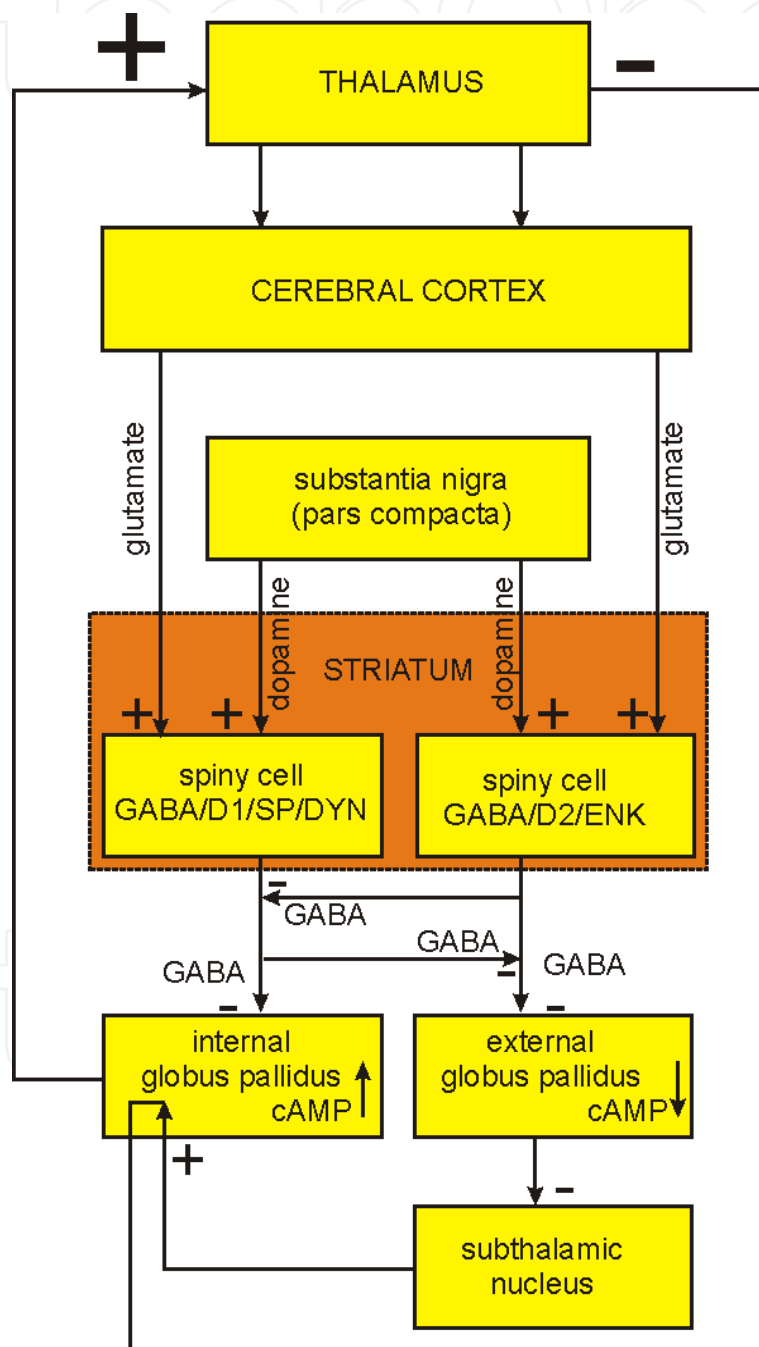 +
THALAMUS
-
CEREBRAL CORTEX
glutamate
glutamate
substantia nigra
(pars compacta)
dopamine
dopamine
STRIATUM
+ + + +
spiny cell
GABA/D1/SP/DYN
spiny cell
GABA/D2/ENK
-
GABA
GABA
-
GABA
GABA
- -
internal
globus pallidus
cAMP
external
globus pallidus
cAMP
+
-
subthalamic
nucleus